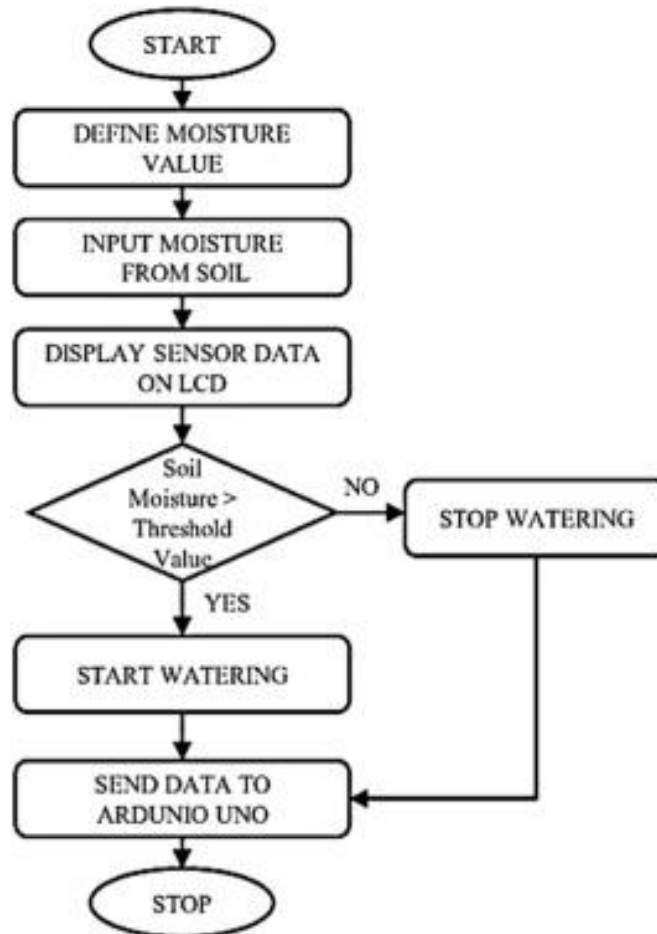 START
DEFINE MOISTURE
VALUE
INPUT MOISTURE
FROM SOIL
DISPLAY SENSOR DATA
ON LCD
Soil
Moisture >
Threshold
Value
NO
STOP WATERING
YES
START WATERING
SEND DATA TO
ARDUNIO UNO
STOP